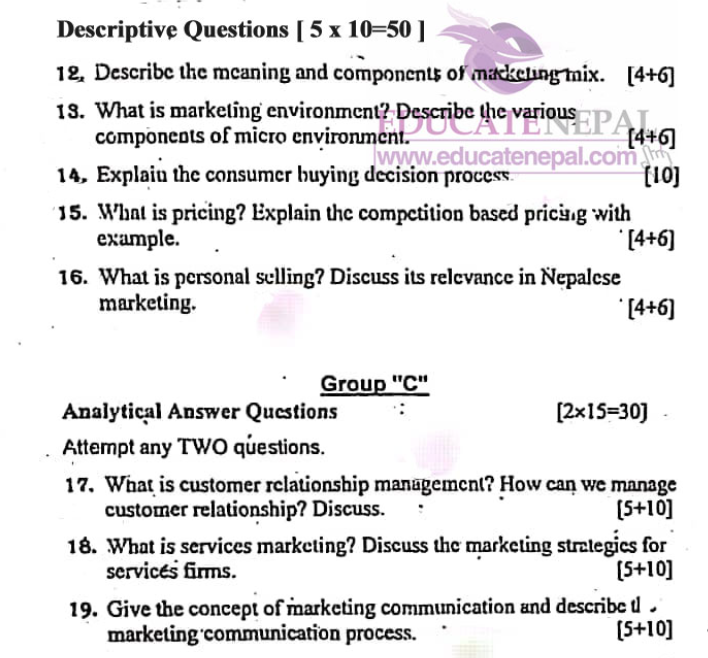 Descriptive Questions [ 5 x 10=50 ]
12. Describe the meaning and components of marketing mix. [4+6]
13. What is marketing environment? Describe the various
components of micro environment. [4+6]
EDUCATENEPAL
www.educatenepal.com
14. Explain the consumer buying decision process. [10]
15. What is pricing? Explain the competition based pricing with
example. [4+6]
16. What is personal selling? Discuss its relevance in Nepalese
marketing. [4+6]
Group "C"
Analytical Answer Questions [2×15=30]
Attempt any TWO questions.
17. What is customer relationship management? How can we manage
customer relationship? Discuss. [5+10]
18. What is services marketing? Discuss the marketing strategies for
services firms. [5+10]
19. Give the concept of marketing communication and describe
marketing communication process. [5+10]